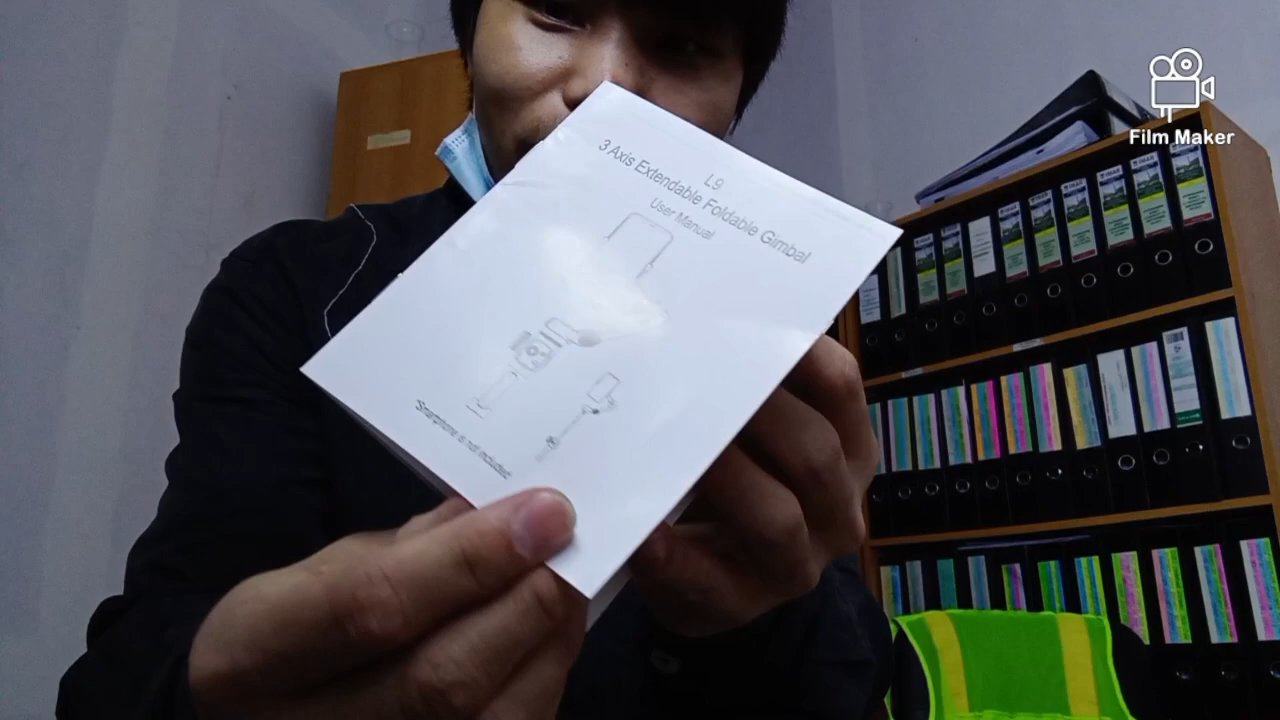 Film Maker
L9
3 Axis Extendable Foldable Gimbal
User Manual
*Smartphone is not included